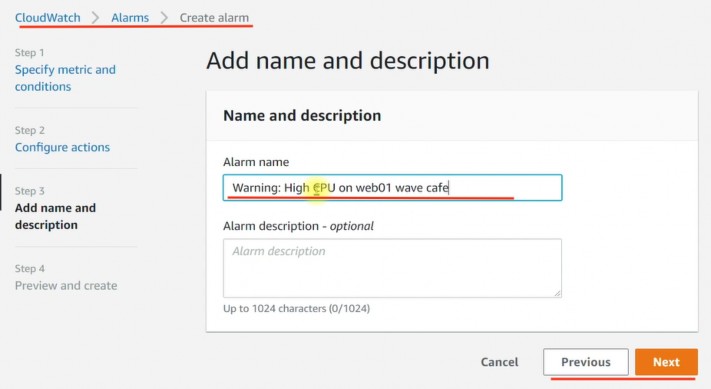 CloudWatch > Alarms > Create alarm
Step 1
Specify metric and
conditions
Step 2
Configure actions
Step 3
Add name and
description
Step 4
Preview and create
Add name and description
Name and description
Alarm name
Warning: High CPU on web01 wave cafe
Alarm description - optional
Alarm description
Up to 1024 characters (0/1024)
Cancel
Previous
Next